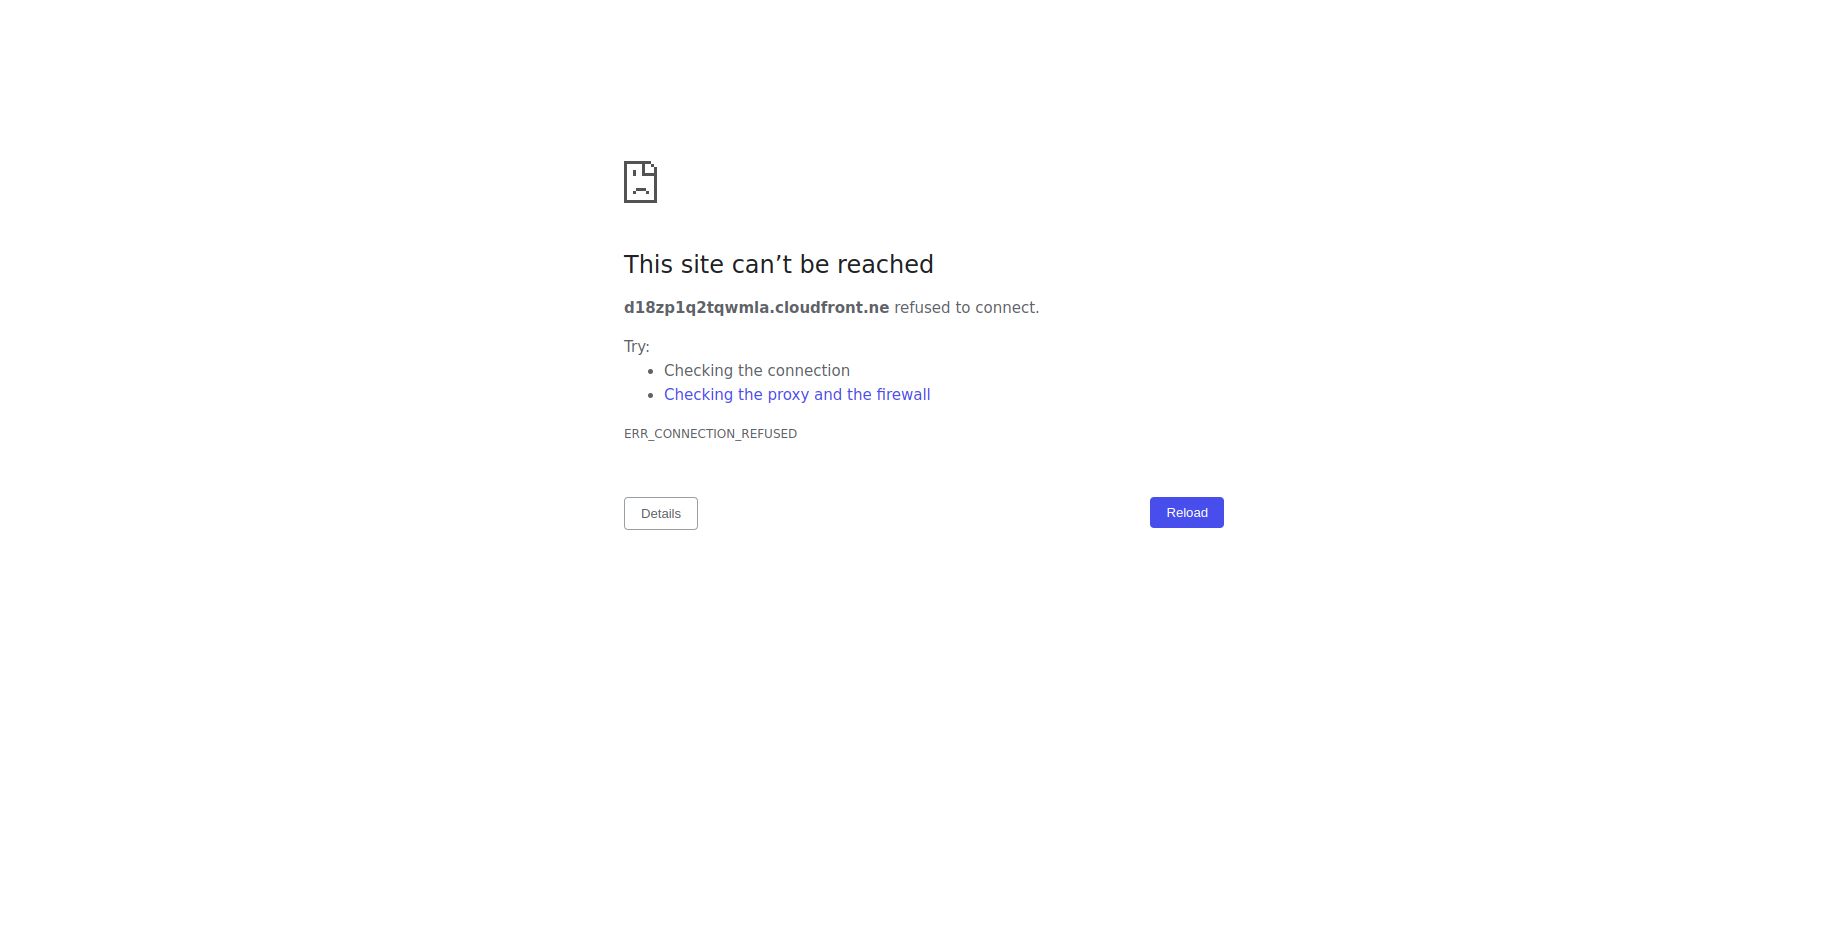 This site can’t be reached
d18zp1q2tqwmla.cloudfront.ne refused to connect.
Try:
Checking the connection
Checking the proxy and the firewall
ERR_CONNECTION_REFUSED
Details
Reload